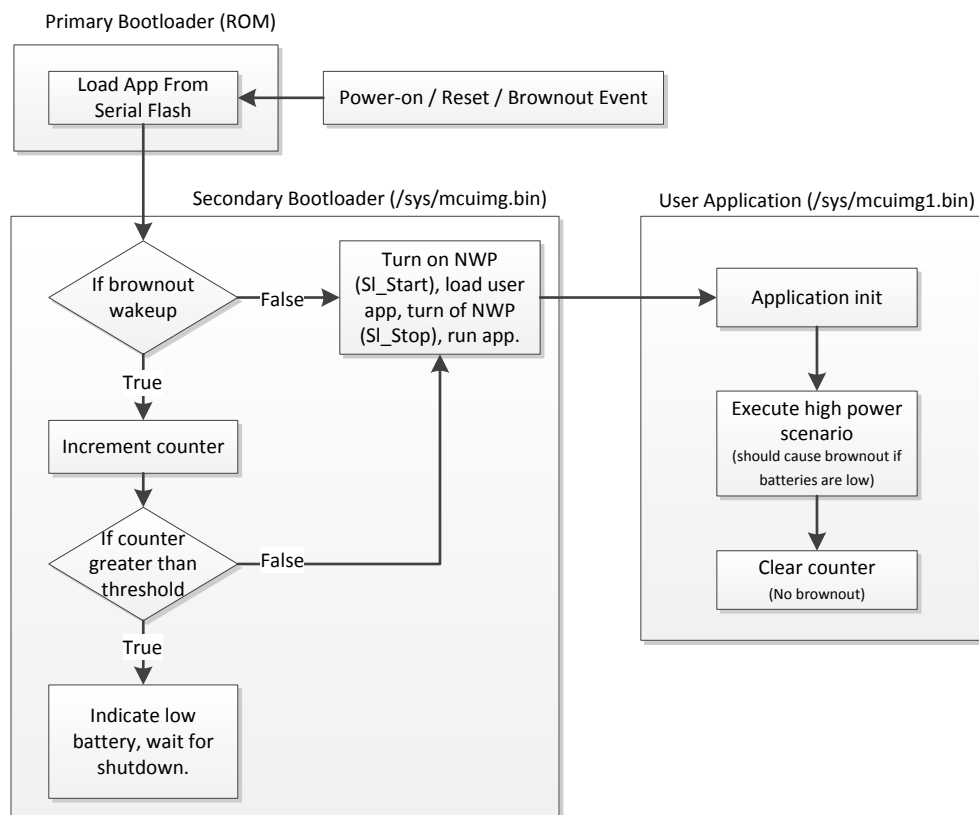 Primary Bootloader (ROM)
Load App From
Serial Flash
Power-on / Reset / Brownout Event
Secondary Bootloader (/sys/mcuimg.bin)
User Application (/sys/mcuimg1.bin)
If brownout
wakeup
False
Turn on NWP
(Sl_Start), load user
app, turn of NWP
(Sl_Stop), run app.
Application init
True
Increment counter
Execute high power
scenario
(should cause brownout if
batteries are low)
If counter
greater than
threshold
False
Clear counter
(No brownout)
True
Indicate low
battery, wait for
shutdown.